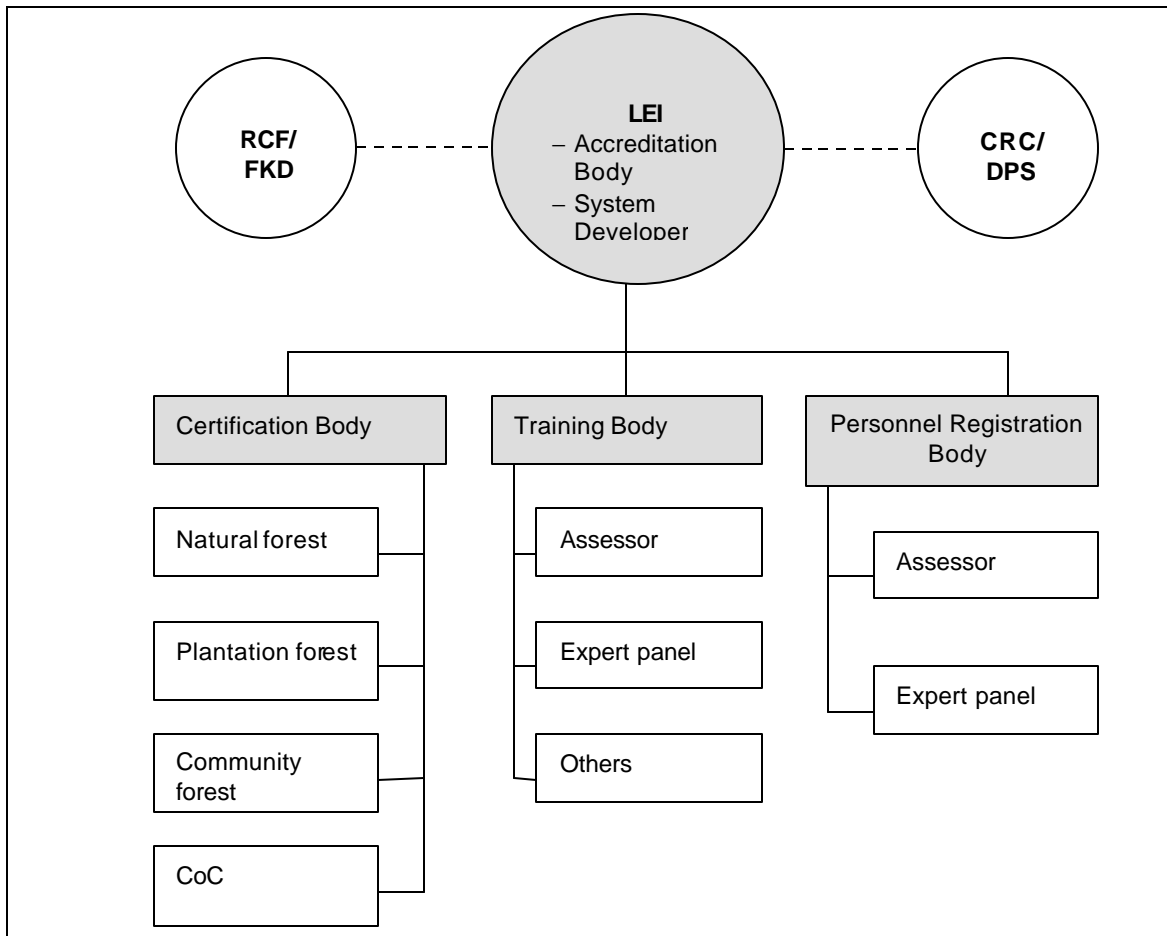 RCF/
FKD
LEI
– Accreditation
Body
– System
Developer
CRC/
DPS
Certification Body
Training Body
Personnel Registration
Body
Natural forest
Plantation forest
Community
forest
CoC
Assessor
Expert panel
Others
Assessor
Expert panel